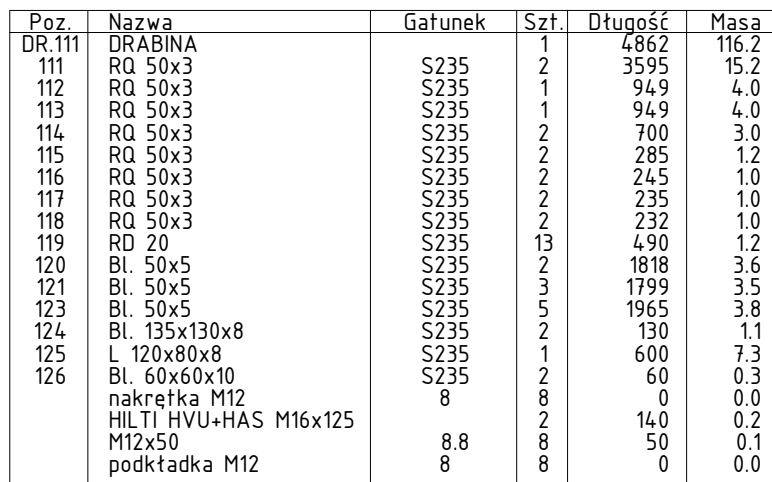 Poz. Nazwa Gatunek Szt. Długość Masa
DR.111 DRABINA 1 4862 116.2
111 RQ 50x3 S235 2 3595 15.2
112 RQ 50x3 S235 1 949 4.0
113 RQ 50x3 S235 1 949 4.0
114 RQ 50x3 S235 2 700 3.0
115 RQ 50x3 S235 2 285 1.2
116 RQ 50x3 S235 2 245 1.0
117 RQ 50x3 S235 2 235 1.0
118 RQ 50x3 S235 2 232 1.0
119 RD 20 S235 13 490 1.2
120 Bl. 50x5 S235 2 1818 3.6
121 Bl. 50x5 S235 3 1799 3.5
123 Bl. 50x5 S235 5 1965 3.8
124 Bl. 135x130x8 S235 2 130 1.1
125 L 120x80x8 S235 1 600 7.3
126 Bl. 60x60x10 S235 2 60 0.3
nakrętka M12 8 8 0 0.0
HILTI HVU+HAS M16x125 2 140 0.2
M12x50 8.8 8 50 0.1
podkładka M12 8 8 0 0.0